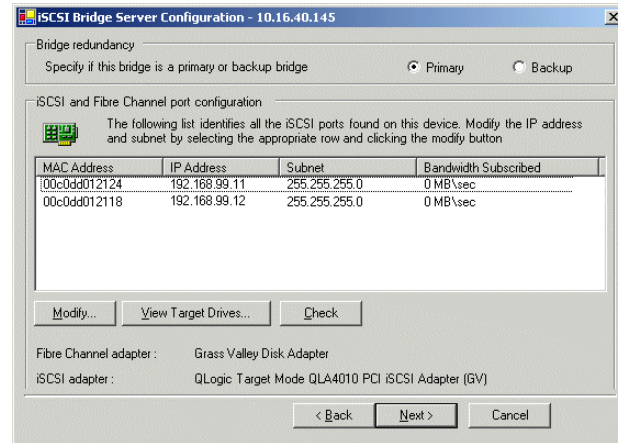 iSCSI Bridge Server Configuration - 10.16.40.145
Bridge redundancy
Specify if this bridge is a primary or backup bridge
Primary
Backup
iSCSI and Fibre Channel port configuration
The following list identifies all the iSCSI ports found on this device. Modify the IP address
and subnet by selecting the appropriate row and clicking the modify button
MAC Address IP Address Subnet Bandwidth Subscribed
00c0dd012124 192.168.99.11 255.255.255.0 0 MB\sec
00c0dd012118 192.168.99.12 255.255.255.0 0 MB\sec
Modify... View Target Drives... Check
Fibre Channel adapter : Grass Valley Disk Adapter
iSCSI adapter : QLogic Target Mode QLA4010 PCI iSCSI Adapter (GV)
< Back Next > Cancel